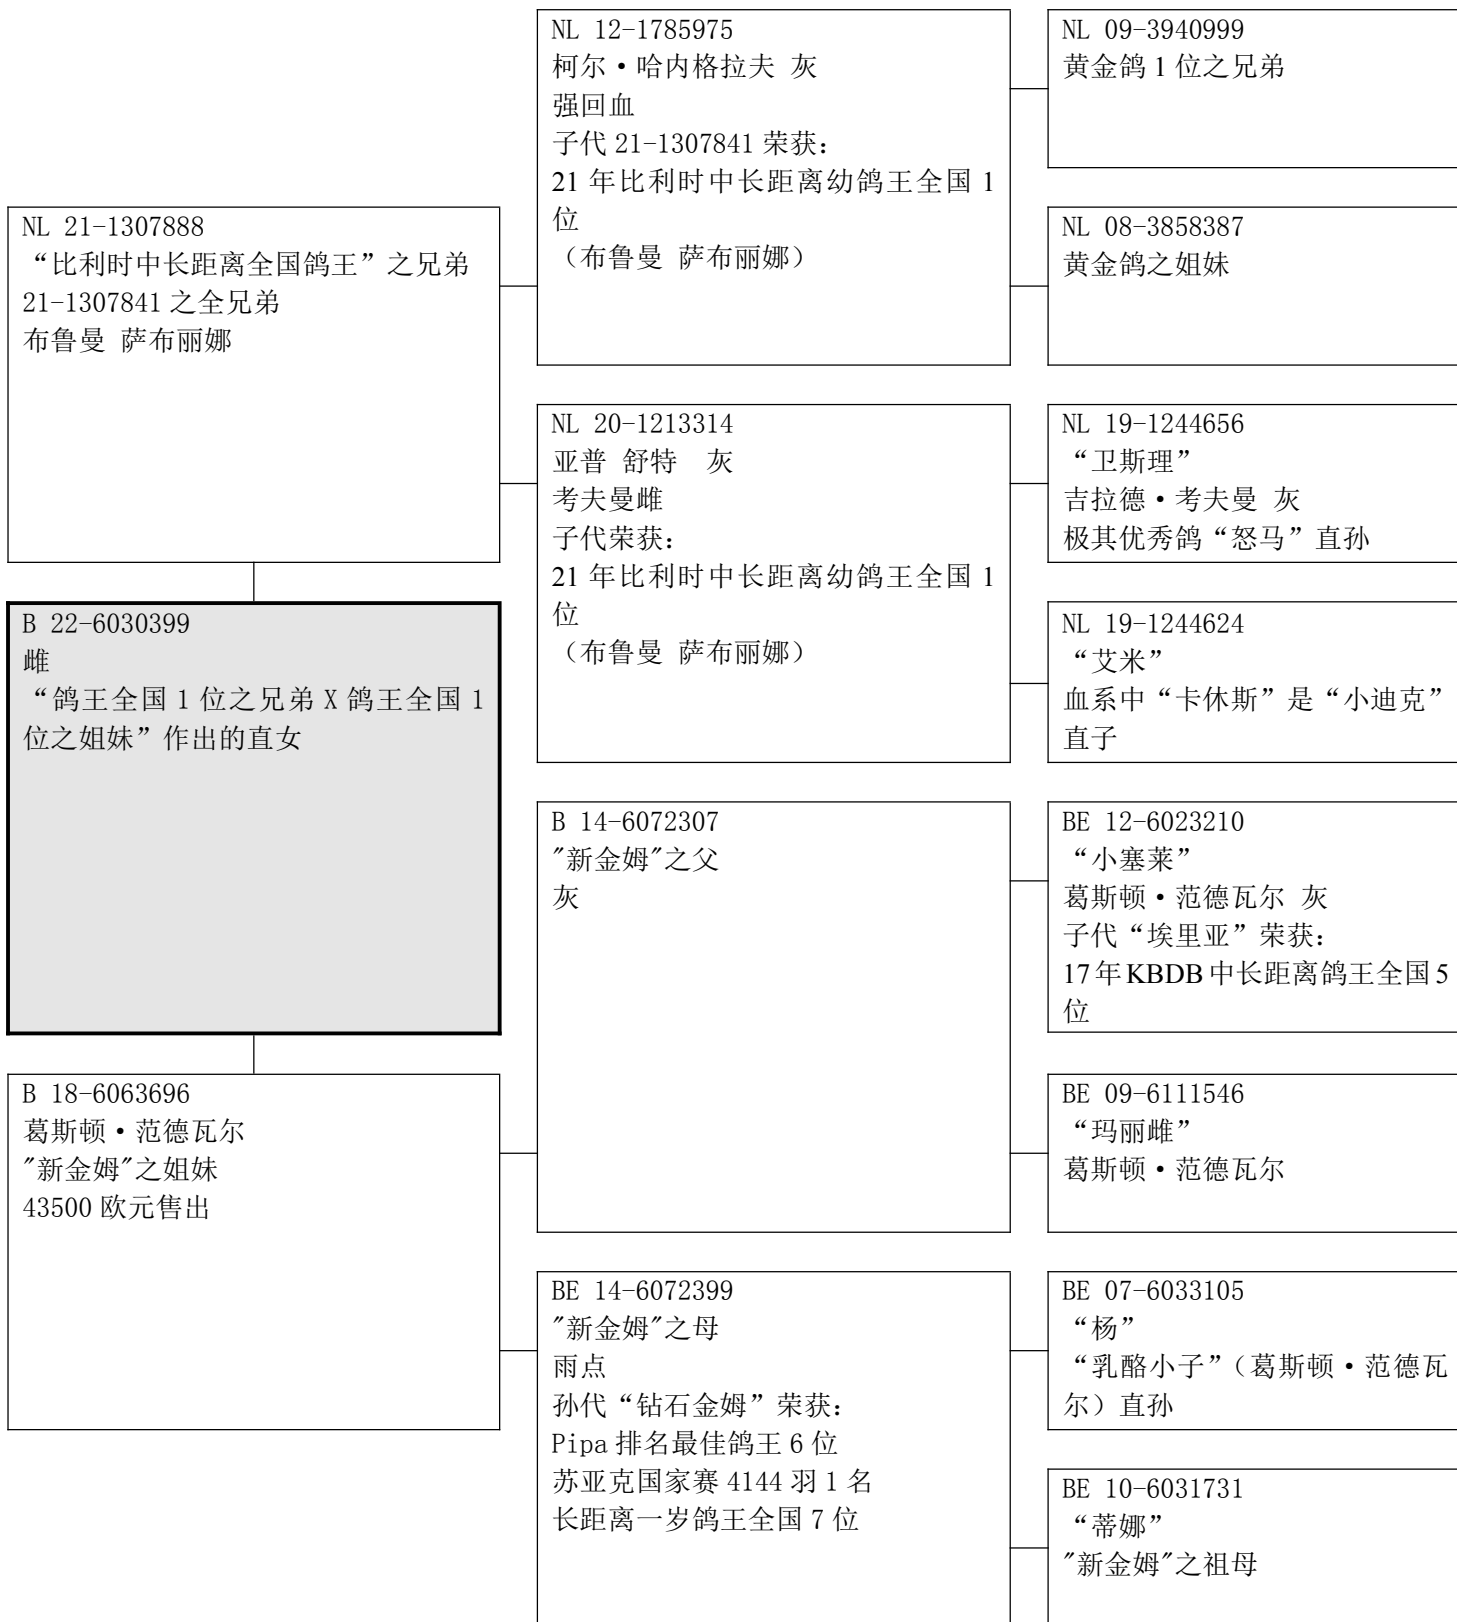 NL 21-1307888
“比利时中长距离全国鸽王”之兄弟
21-1307841 之全兄弟
布鲁曼 萨布丽娜
B 22-6030399
雌
“鸽王全国 1 位之兄弟 X 鸽王全国 1
位之姐妹”作出的直女
B 18-6063696
葛斯顿·范德瓦尔
"新金姆"之姐妹
43500 欧元售出
NL 12-1785975
柯尔·哈内格拉夫 灰
强回血
子代 21-1307841 荣获:
21 年比利时中长距离幼鸽王全国 1
位
（布鲁曼 萨布丽娜）
NL 20-1213314
亚普 舒特 灰
考夫曼雌
子代荣获:
21 年比利时中长距离幼鸽王全国 1
位
（布鲁曼 萨布丽娜）
B 14-6072307
"新金姆"之父
灰
BE 14-6072399
"新金姆"之母
雨点
孙代“钻石金姆”荣获:
Pipa 排名最佳鸽王 6 位
苏亚克国家赛 4144 羽 1 名
长距离一岁鸽王全国 7 位
NL 09-3940999
黄金鸽 1 位之兄弟
NL 08-3858387
黄金鸽之姐妹
NL 19-1244656
“卫斯理”
吉拉德·考夫曼 灰
极其优秀鸽“怒马”直孙
NL 19-1244624
“艾米”
血系中“卡休斯”是“小迪克”
直子
BE 12-6023210
“小塞莱”
葛斯顿·范德瓦尔 灰
子代“埃里亚”荣获:
17 年 KBDB 中长距离鸽王全国 5
位
BE 09-6111546
“玛丽雌”
葛斯顿·范德瓦尔
BE 07-6033105
“杨”
“乳酪小子”（葛斯顿·范德瓦
尔）直孙
BE 10-6031731
“蒂娜”
"新金姆"之祖母